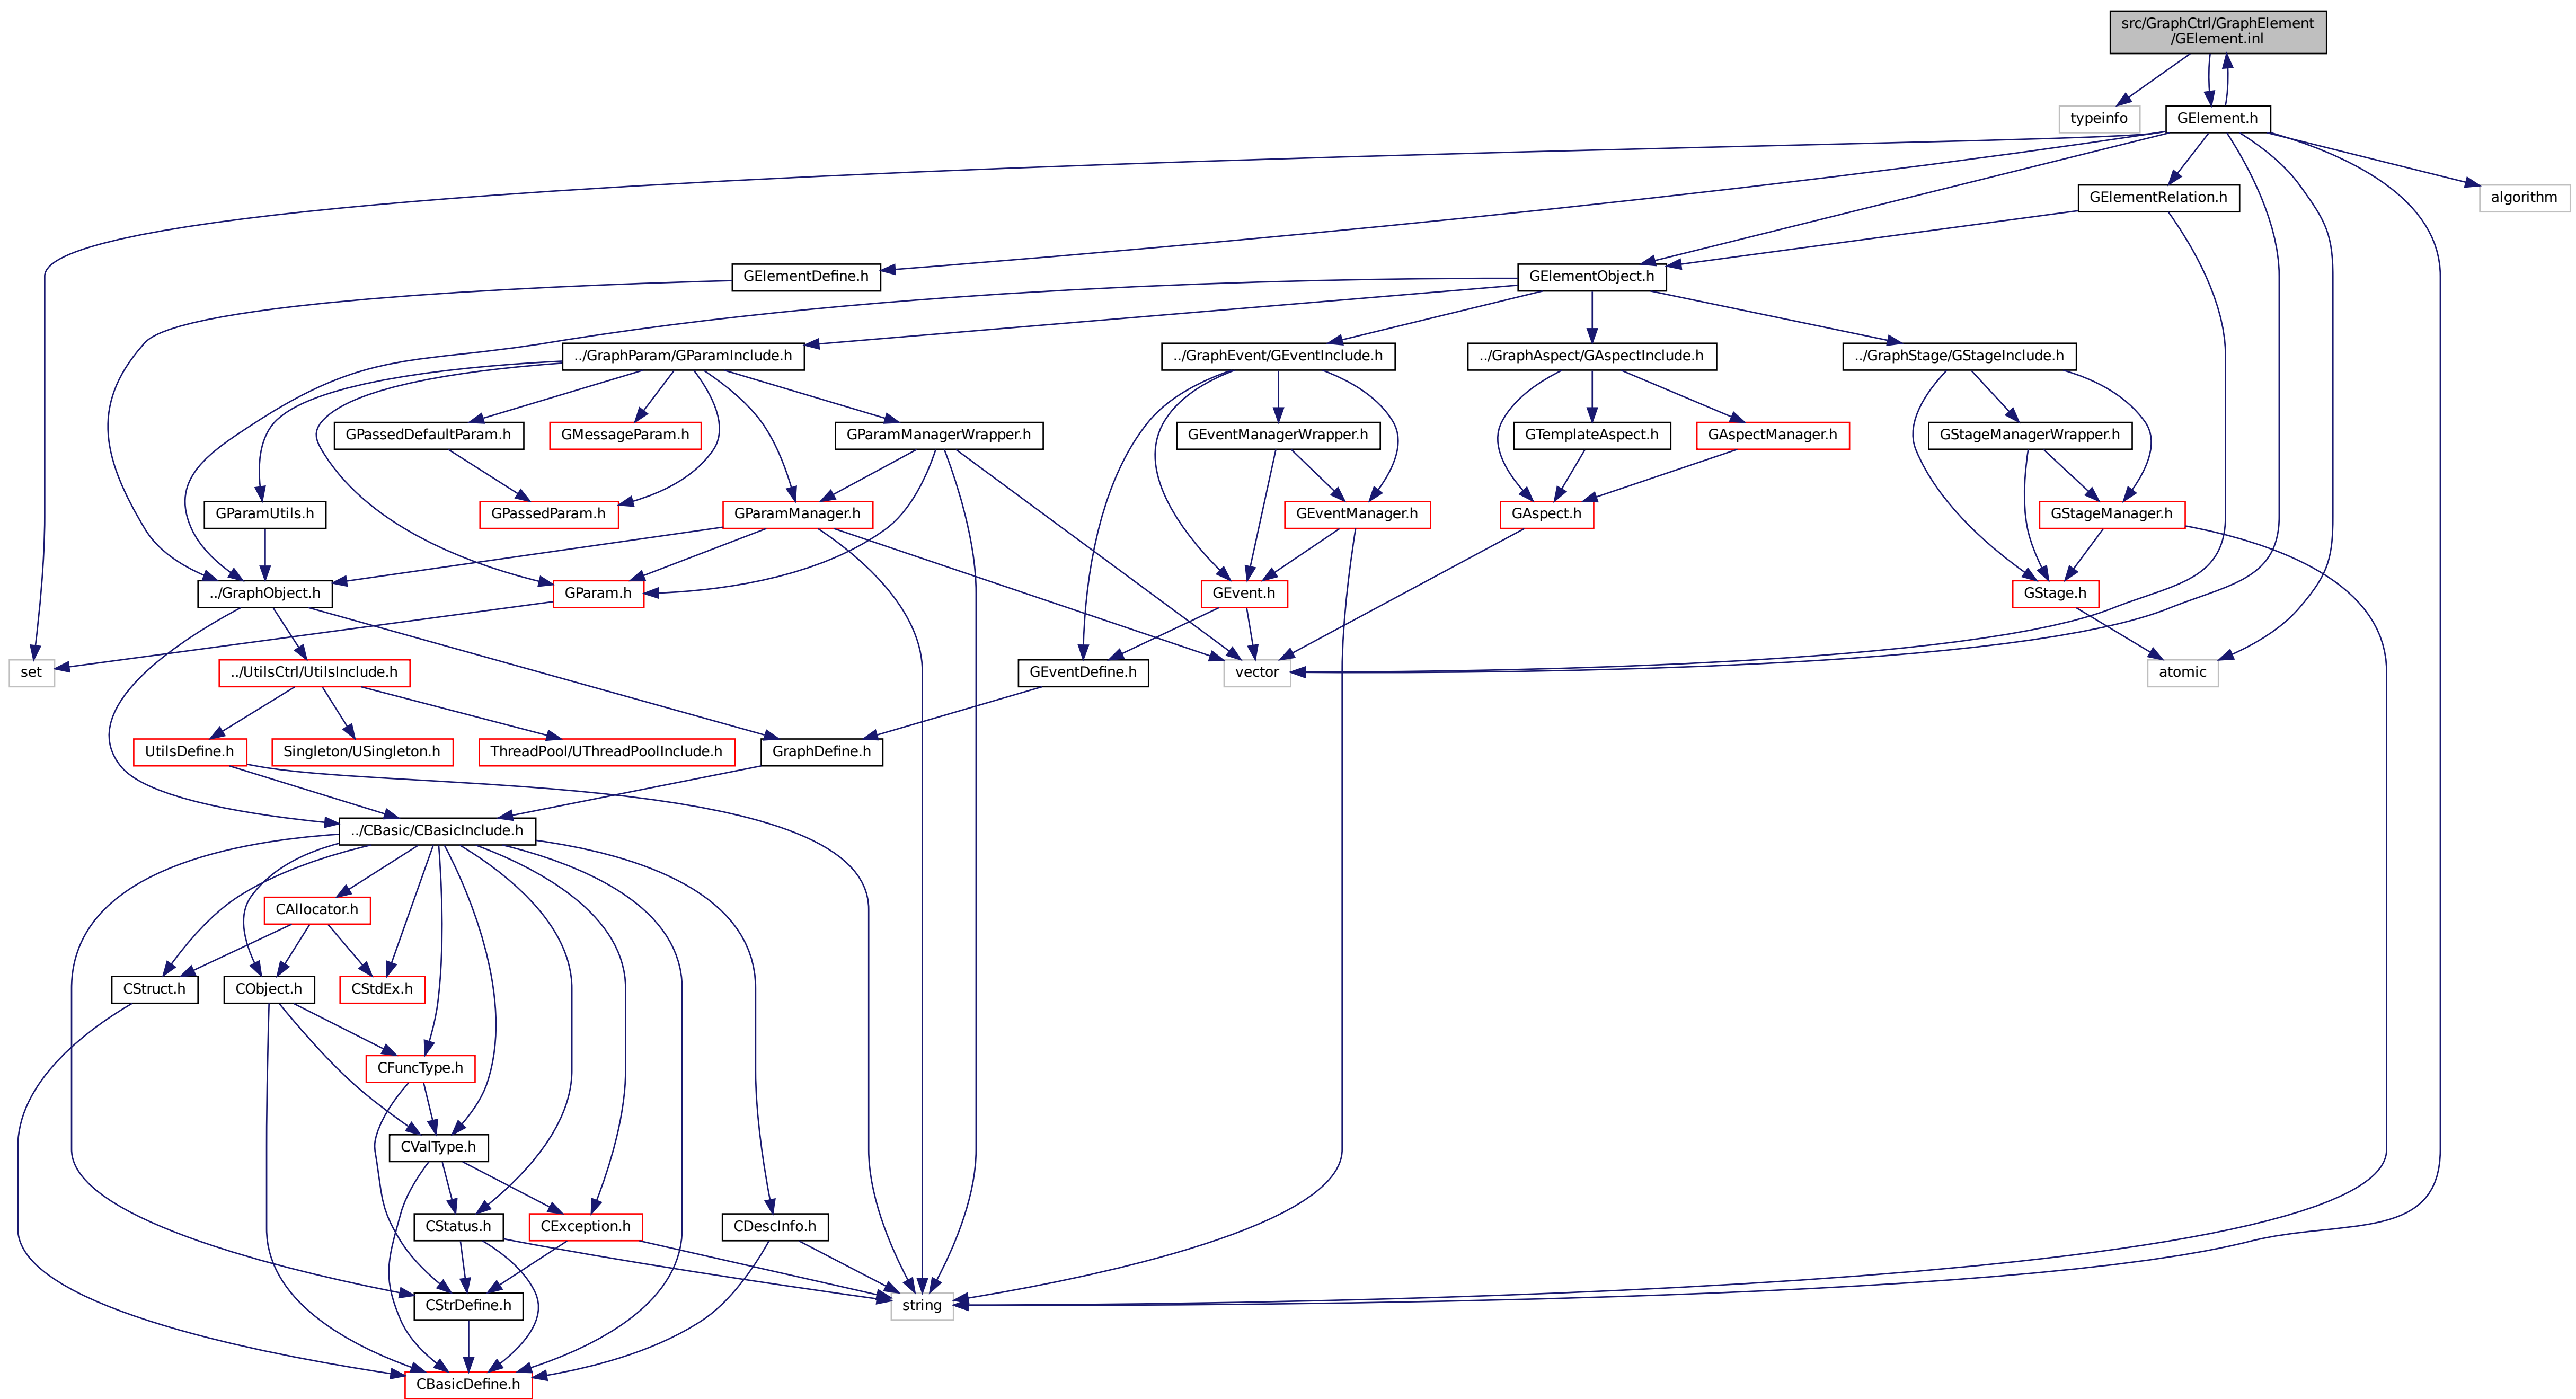 src/GraphCtrl/GraphElement
/GElement.inl
typeinfo
GElement.h
GElementRelation.h
algorithm
GElementDefine.h
GElementObject.h
../GraphParam/GParamInclude.h
../GraphEvent/GEventInclude.h
../GraphAspect/GAspectInclude.h
../GraphStage/GStageInclude.h
GPassedDefaultParam.h
GMessageParam.h
GParamManagerWrapper.h
GEventManagerWrapper.h
GTemplateAspect.h
GAspectManager.h
GStageManagerWrapper.h
GParamUtils.h
GPassedParam.h
GParamManager.h
GEventManager.h
GAspect.h
GStageManager.h
../GraphObject.h
GParam.h
GEvent.h
GStage.h
set
../UtilsCtrl/UtilsInclude.h
GEventDefine.h
vector
atomic
UtilsDefine.h
Singleton/USingleton.h
ThreadPool/UThreadPoolInclude.h
GraphDefine.h
../CBasic/CBasicInclude.h
CAllocator.h
CStruct.h
CObject.h
CStdEx.h
CFuncType.h
CValType.h
CStatus.h
CException.h
CDescInfo.h
CStrDefine.h
string
CBasicDefine.h